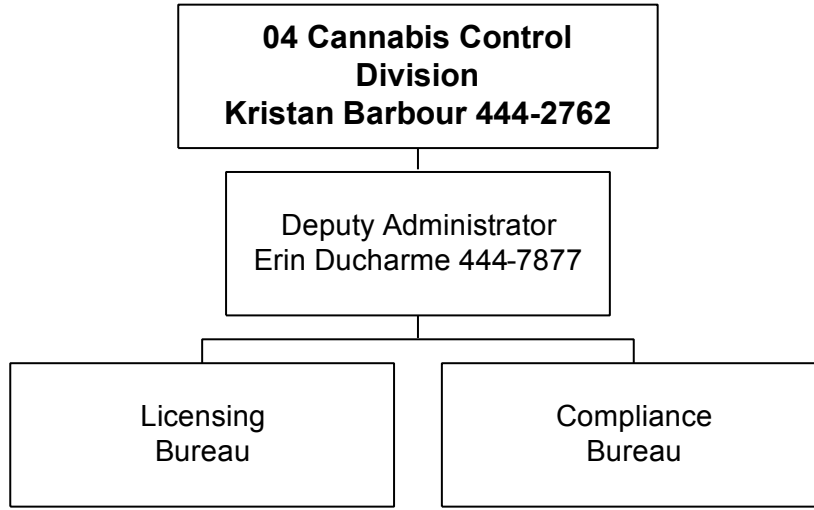 04 Cannabis Control
Division
Kristan Barbour 444-2762
Deputy Administrator
Erin Ducharme 444-7877
Licensing
Bureau
Compliance
Bureau